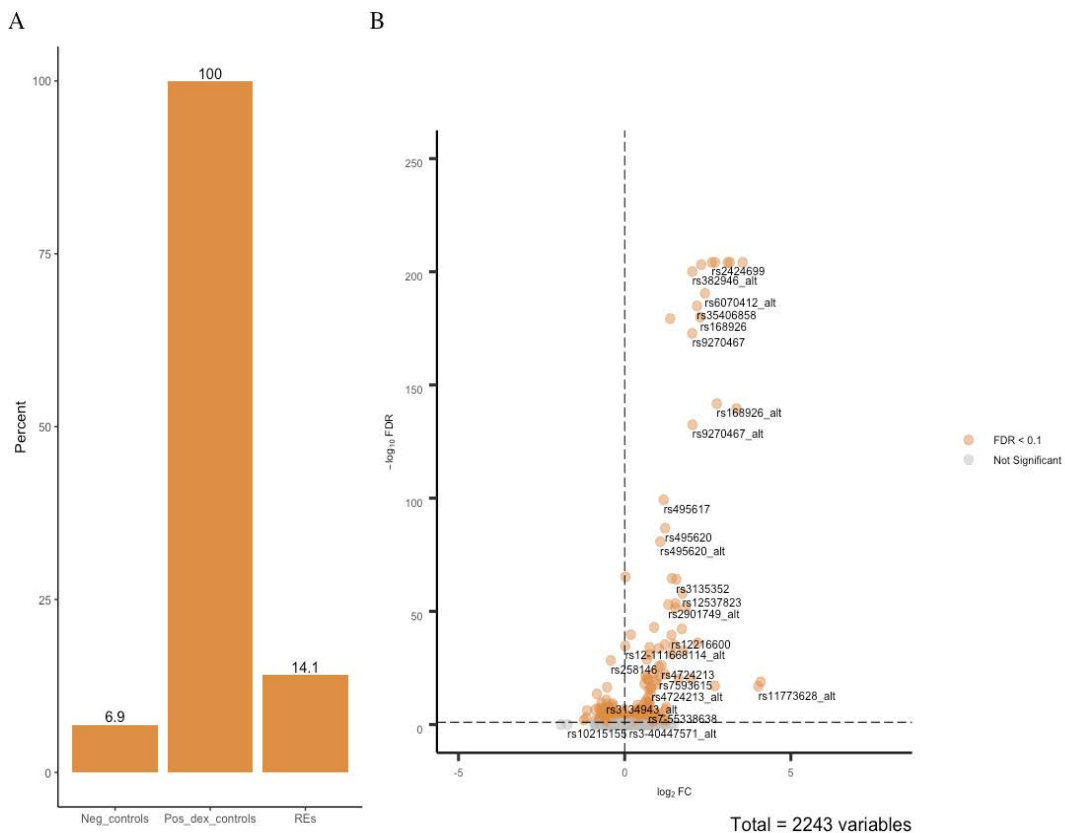 A
B
100
75
50
25
0
Percent
6.9
100
14.1
Neg_controls
Pos_dex_controls
REs
250
200
150
100
50
0
−log10 FDR
rs2424699
rs382946_alt
rs6070412_alt
rs35406858
rs168926
rs9270467
rs168926_alt
rs9270467_alt
rs495617
rs495620
rs495620_alt
rs3135352
rs12537823
rs2901749_alt
rs12216600
rs12-111668114_alt
rs258146
rs4724213
rs7593615
rs11773628_alt
rs4724213_alt
rs3134943_alt
rs7-55338638
rs10215155
rs3-40447571_alt
-5
0
5
log2 FC
FDR < 0.1
Not Significant
Total = 2243 variables